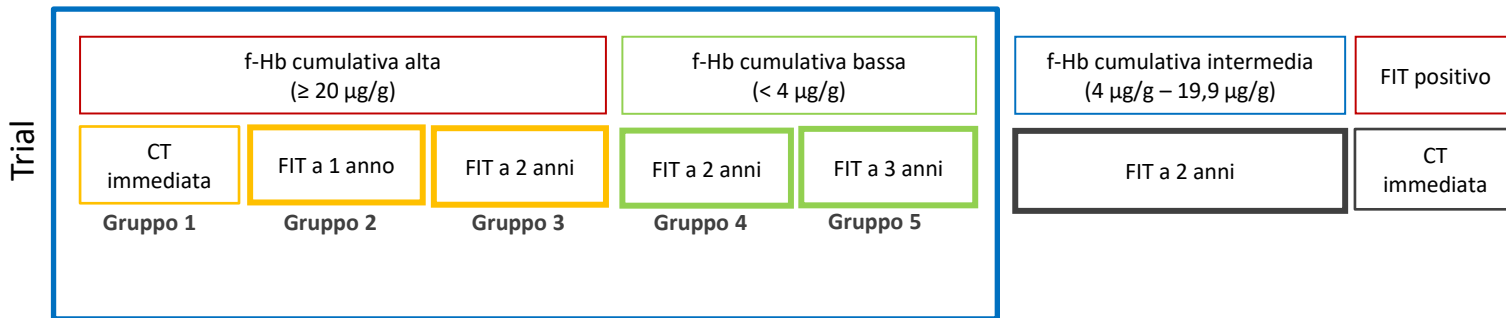 Trial
f-Hb cumulativa alta
(≥ 20 µg/g)
f-Hb cumulativa bassa
(< 4 µg/g)
f-Hb cumulativa intermedia
(4 µg/g – 19,9 µg/g)
FIT positivo
CT
immediata
FIT a 1 anno
FIT a 2 anni
FIT a 2 anni
FIT a 3 anni
FIT a 2 anni
CT
immediata
Gruppo 1
Gruppo 2
Gruppo 3
Gruppo 4
Gruppo 5